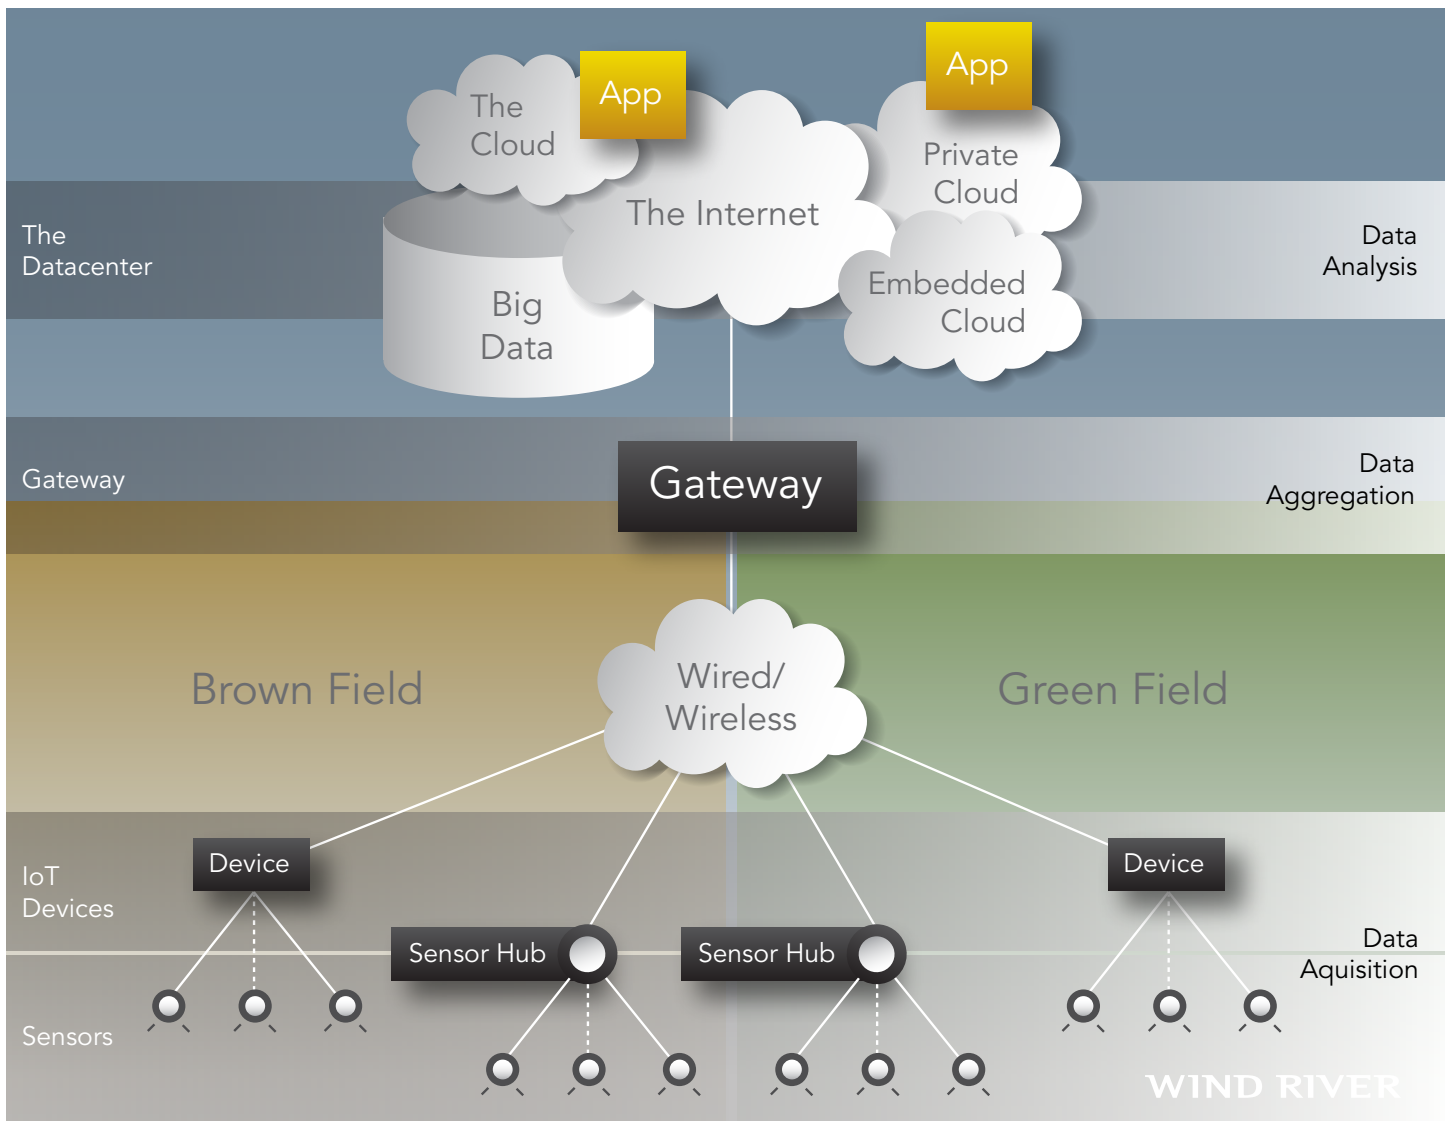 App
App
The
Cloud
Private
Cloud
The Internet
The
Datacenter
Data
Analysis
Embedded
Cloud
Big
Data
Gateway
Gateway
Data
Aggregation
Brown Field
Wired/
Wireless
Green Field
Device
Device
IoT
Devices
Sensor Hub
Sensor Hub
Data
Aquisition
Sensors
WIND RIVER